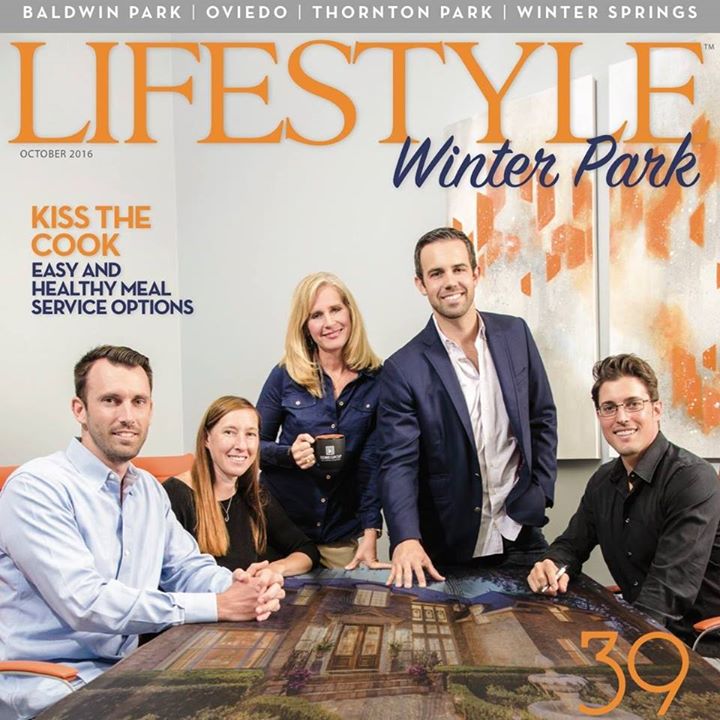 BALDWIN PARK | OVIEDO | THORNTON PARK | WINTER SPRINGS
LIFESTYLE™
Winter Park
OCTOBER 2016
KISS THE
COOK
EASY AND
HEALTHY MEAL
SERVICE OPTIONS
39